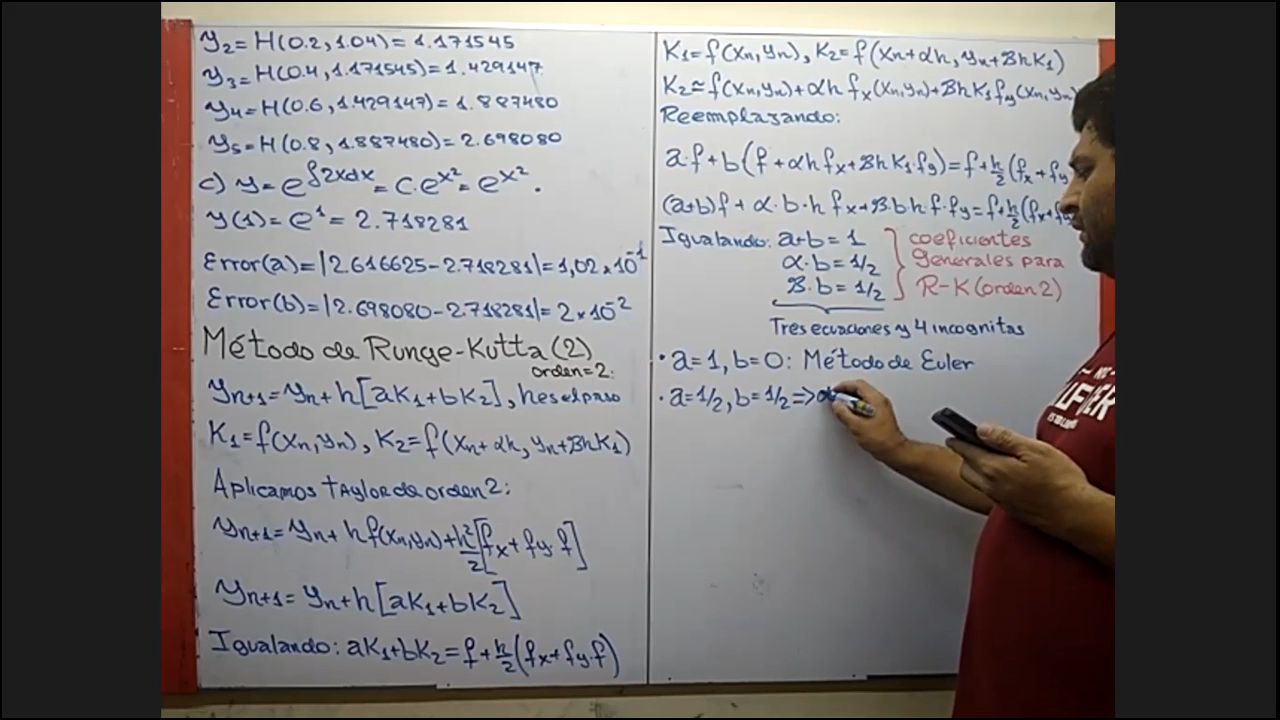 y₂ = H(0.2, 1.04) = 1.171545
y₃ = H(0.4, 1.171545) = 1.429147
y₄ = H(0.6, 1.429147) = 1.887480
y₅ = H(0.8, 1.887480) = 2.698080
c) y = e^∫2xdx = c.e^x² = e^x².
y(1) = e¹ = 2.718281
Error(a) = |2.616625 - 2.718281| = 1,02 x 10⁻¹
Error(b) = |2.698080 - 2.718281| = 2 x 10⁻²
Método de Runge-Kutta (2)
orden=2:
yₙ₊₁ = yₙ + h[aK₁ + bK₂], h es el paso
K₁ = f(xₙ, yₙ), K₂ = f(xₙ + αh, yₙ + βhK₁)
Aplicamos Taylor de orden 2:
yₙ₊₁ = yₙ + hf(xₙ, yₙ) + h²/2 [fx + fy.f]
yₙ₊₁ = yₙ + h[aK₁ + bK₂]
Igualando: aK₁ + bK₂ = f + h/2 (fx + fy.f)
K₁ = f(xₙ, yₙ), K₂ = f(xₙ + αh, yₙ + βhK₁)
K₂ ≈ f(xₙ, yₙ) + αh fx(xₙ, yₙ) + βhK₁fy(xₙ, yₙ)
Reemplazando:
a.f + b(f + αh fx + βhK₁.fy) = f + h/2 (fx + fy
(a+b)f + α.b.h fx + β.b.h.f.fy = f + h/2 (fx + fy
Igualando: a+b = 1
α.b = 1/2
β.b = 1/2
coeficientes
generales para
R-K (orden 2)
Tres ecuaciones y 4 incognitas
• a=1, b=0: Método de Euler
• a=1/2, b=1/2 => α